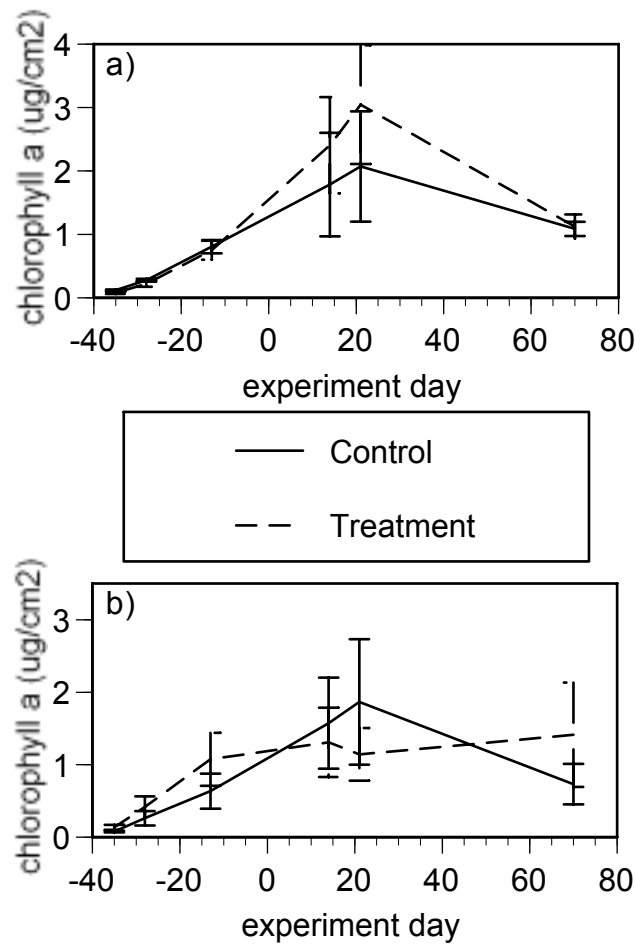 a)
chlorophyll a (ug/cm2)
4
3
2
1
0
-40 -20 0 20 40 60 80
experiment day
Control
Treatment
b)
chlorophyll a (ug/cm2)
3
2
1
0
-40 -20 0 20 40 60 80
experiment day